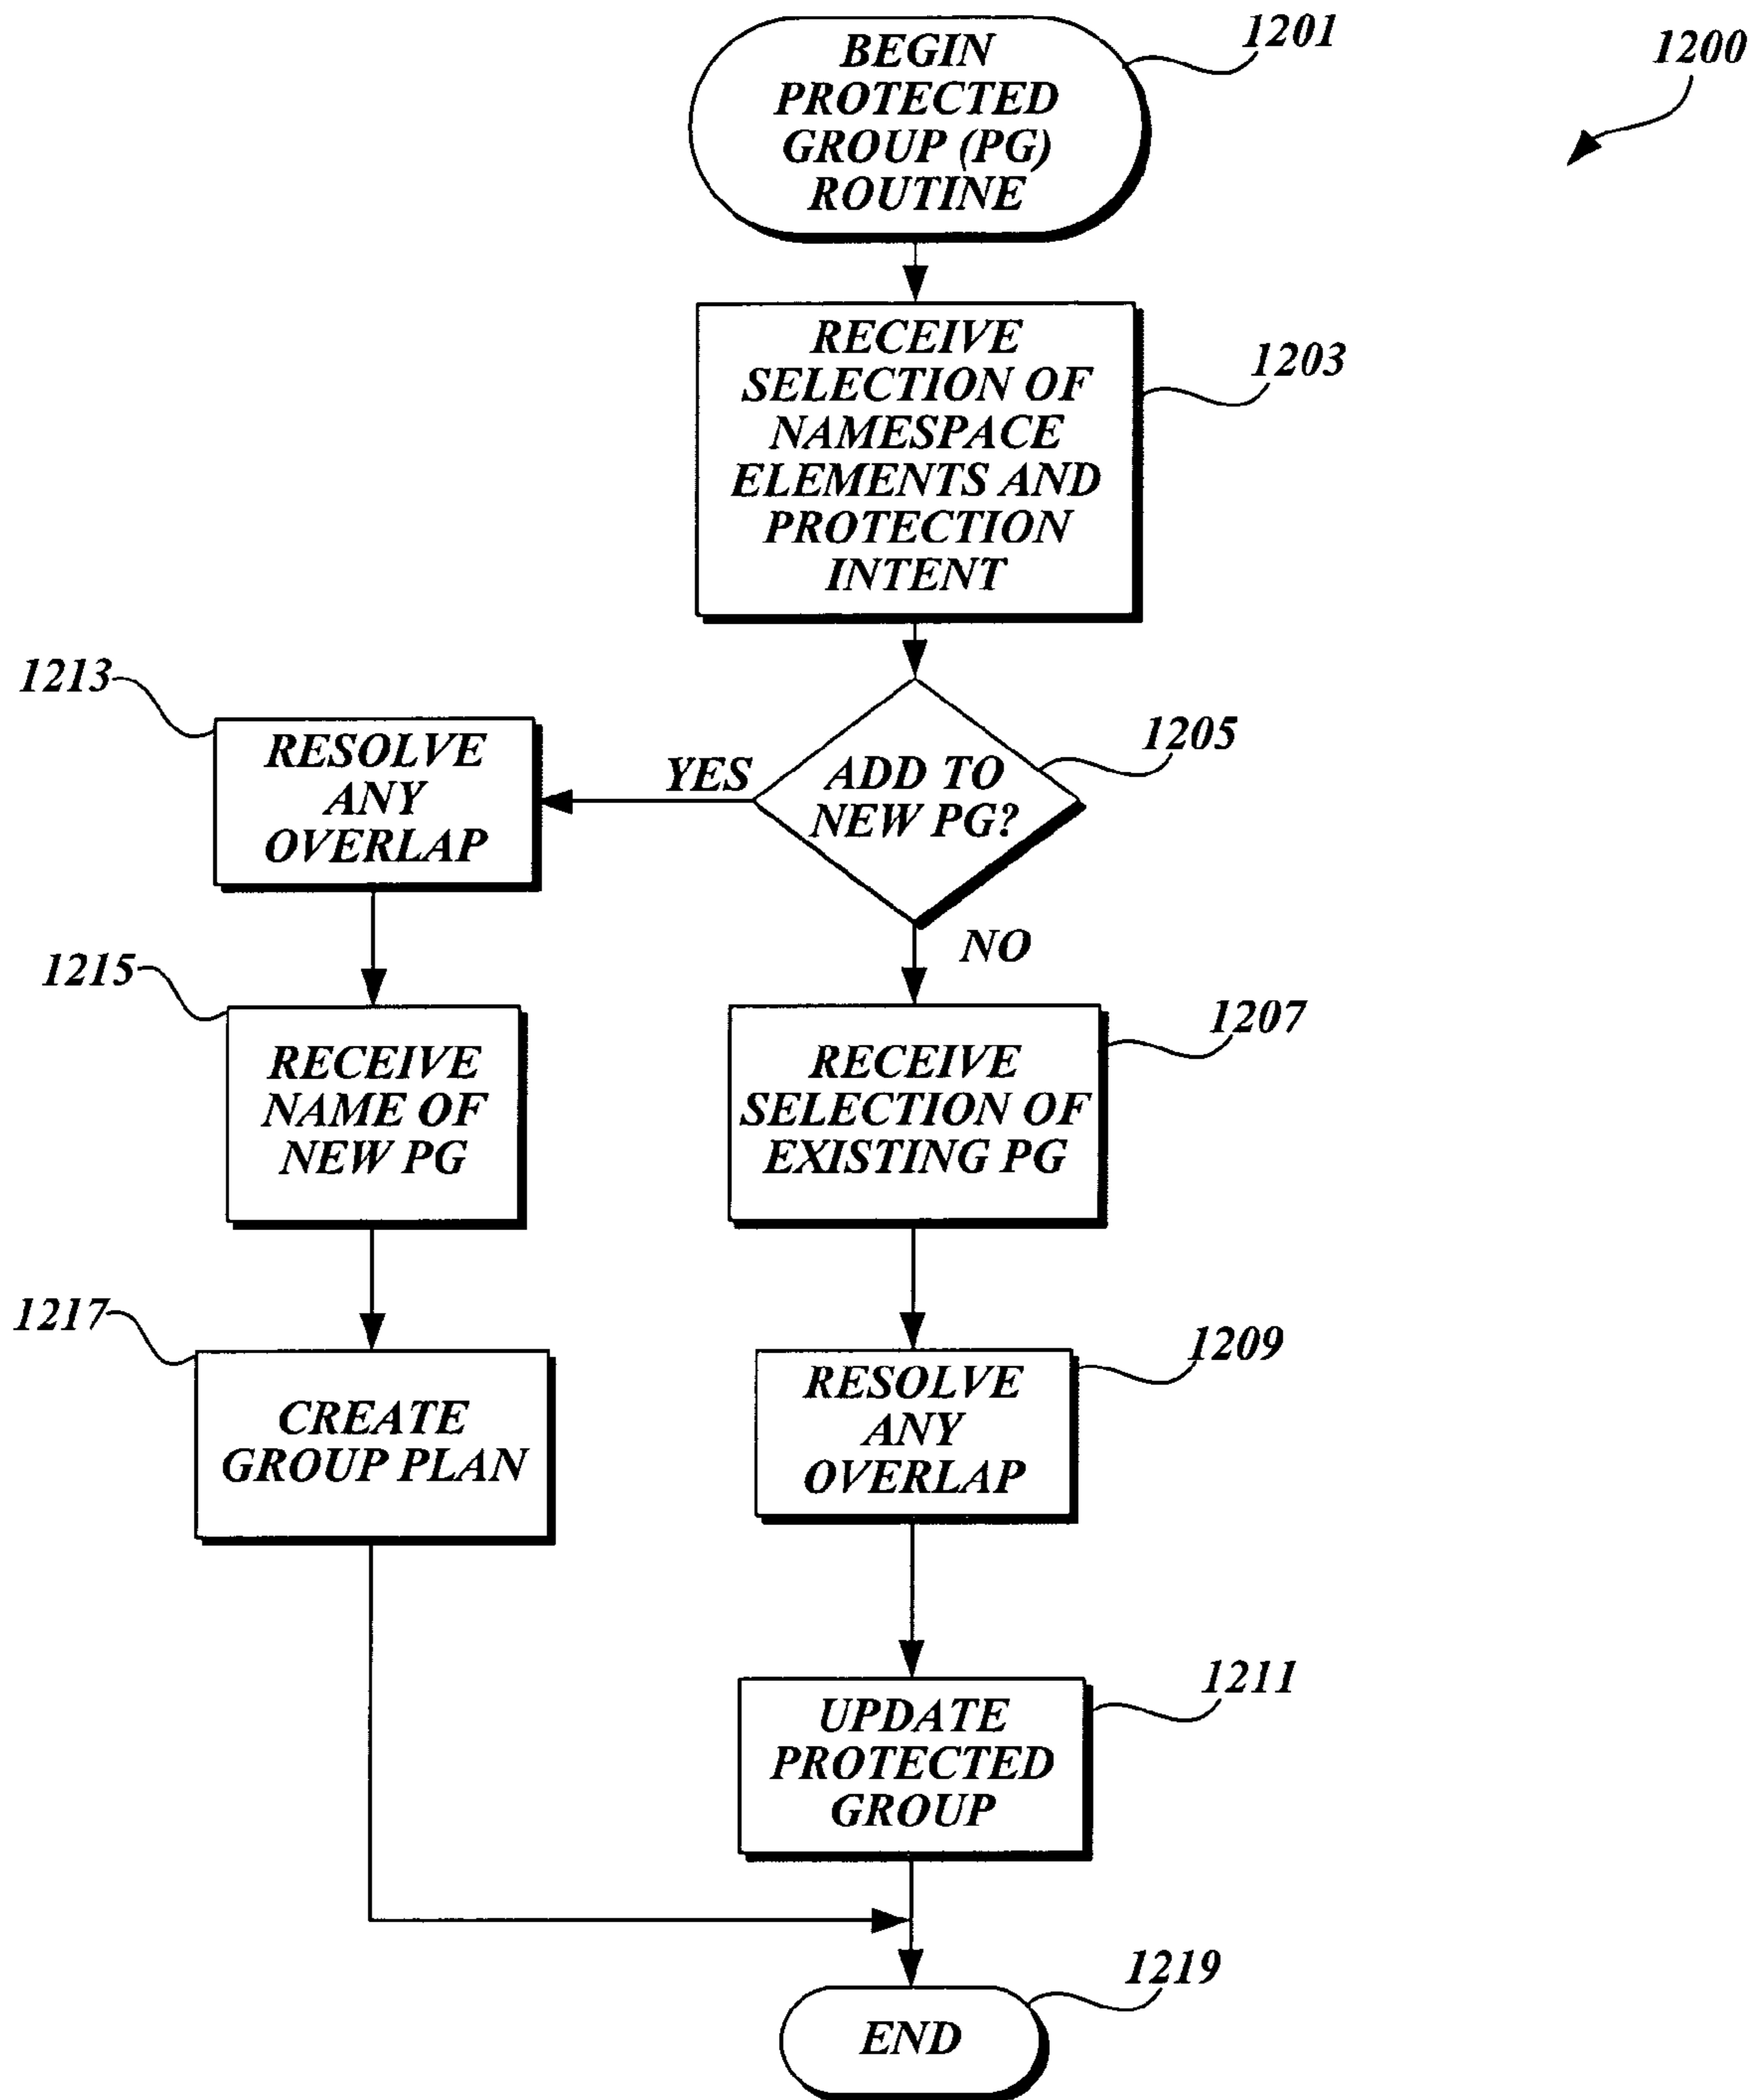 1200
BEGIN
PROTECTED
GROUP (PG)
ROUTINE
1201
RECEIVE
SELECTION OF
NAMESPACE
ELEMENTS AND
PROTECTION
INTENT
1203
ADD TO
NEW PG?
1205
YES
NO
1213
RESOLVE
ANY
OVERLAP
1215
RECEIVE
NAME OF
NEW PG
1217
CREATE
GROUP PLAN
RECEIVE
SELECTION OF
EXISTING PG
1207
RESOLVE
ANY
OVERLAP
1209
UPDATE
PROTECTED
GROUP
1211
END
1219